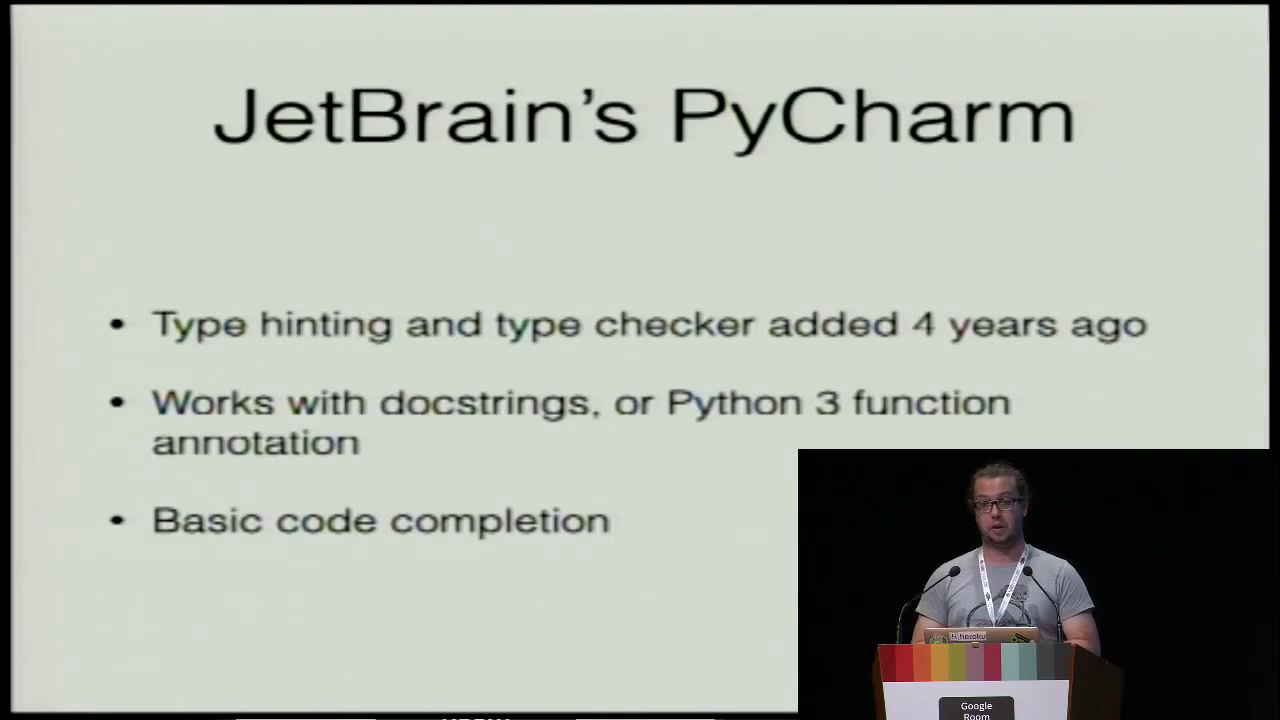 JetBrain's PyCharm
• Type hinting and type checker added 4 years ago
• Works with docstrings, or Python 3 function
annotation
• Basic code completion
heroku
Google
Room